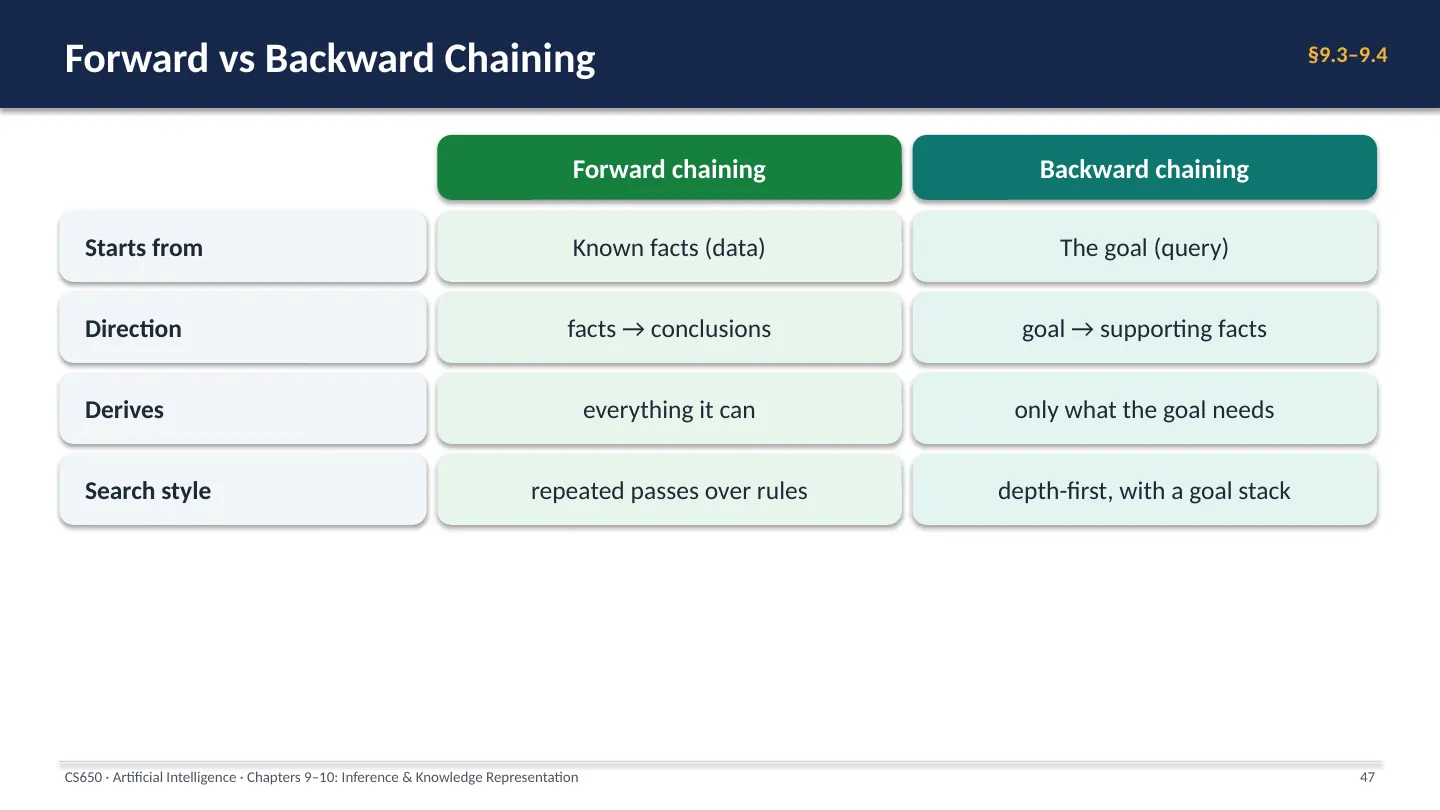 Forward vs Backward Chaining
§9.3–9.4
Forward chaining
Backward chaining
Starts from
Known facts (data)
The goal (query)
Direction
facts → conclusions
goal → supporting facts
Derives
everything it can
only what the goal needs
Search style
repeated passes over rules
depth-first, with a goal stack
CS650 · Artificial Intelligence · Chapters 9–10: Inference & Knowledge Representation
47